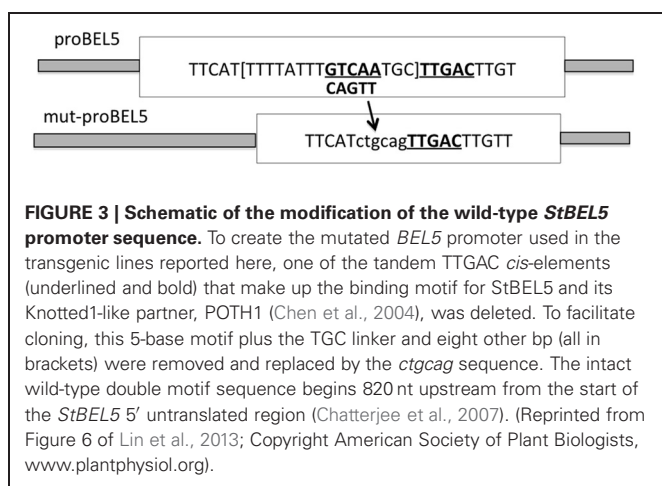 proBEL5
TTCAT[TTTTATTTGTCAATGC]TTGACTTGT
CAGTT
mut-proBEL5
TTCATctgcagTTGACTTGTT
FIGURE 3 | Schematic of the modification of the wild-type StBEL5
promoter sequence. To create the mutated BEL5 promoter used in the
transgenic lines reported here, one of the tandem TTGAC cis-elements
(underlined and bold) that make up the binding motif for StBEL5 and its
Knotted1-like partner, POTH1 (Chen et al., 2004), was deleted. To facilitate
cloning, this 5-base motif plus the TGC linker and eight other bp (all in
brackets) were removed and replaced by the ctgcag sequence. The intact
wild-type double motif sequence begins 820 nt upstream from the start of
the StBEL5 5′ untranslated region (Chatterjee et al., 2007). (Reprinted from
Figure 6 of Lin et al., 2013; Copyright American Society of Plant Biologists,
www.plantphysiol.org).